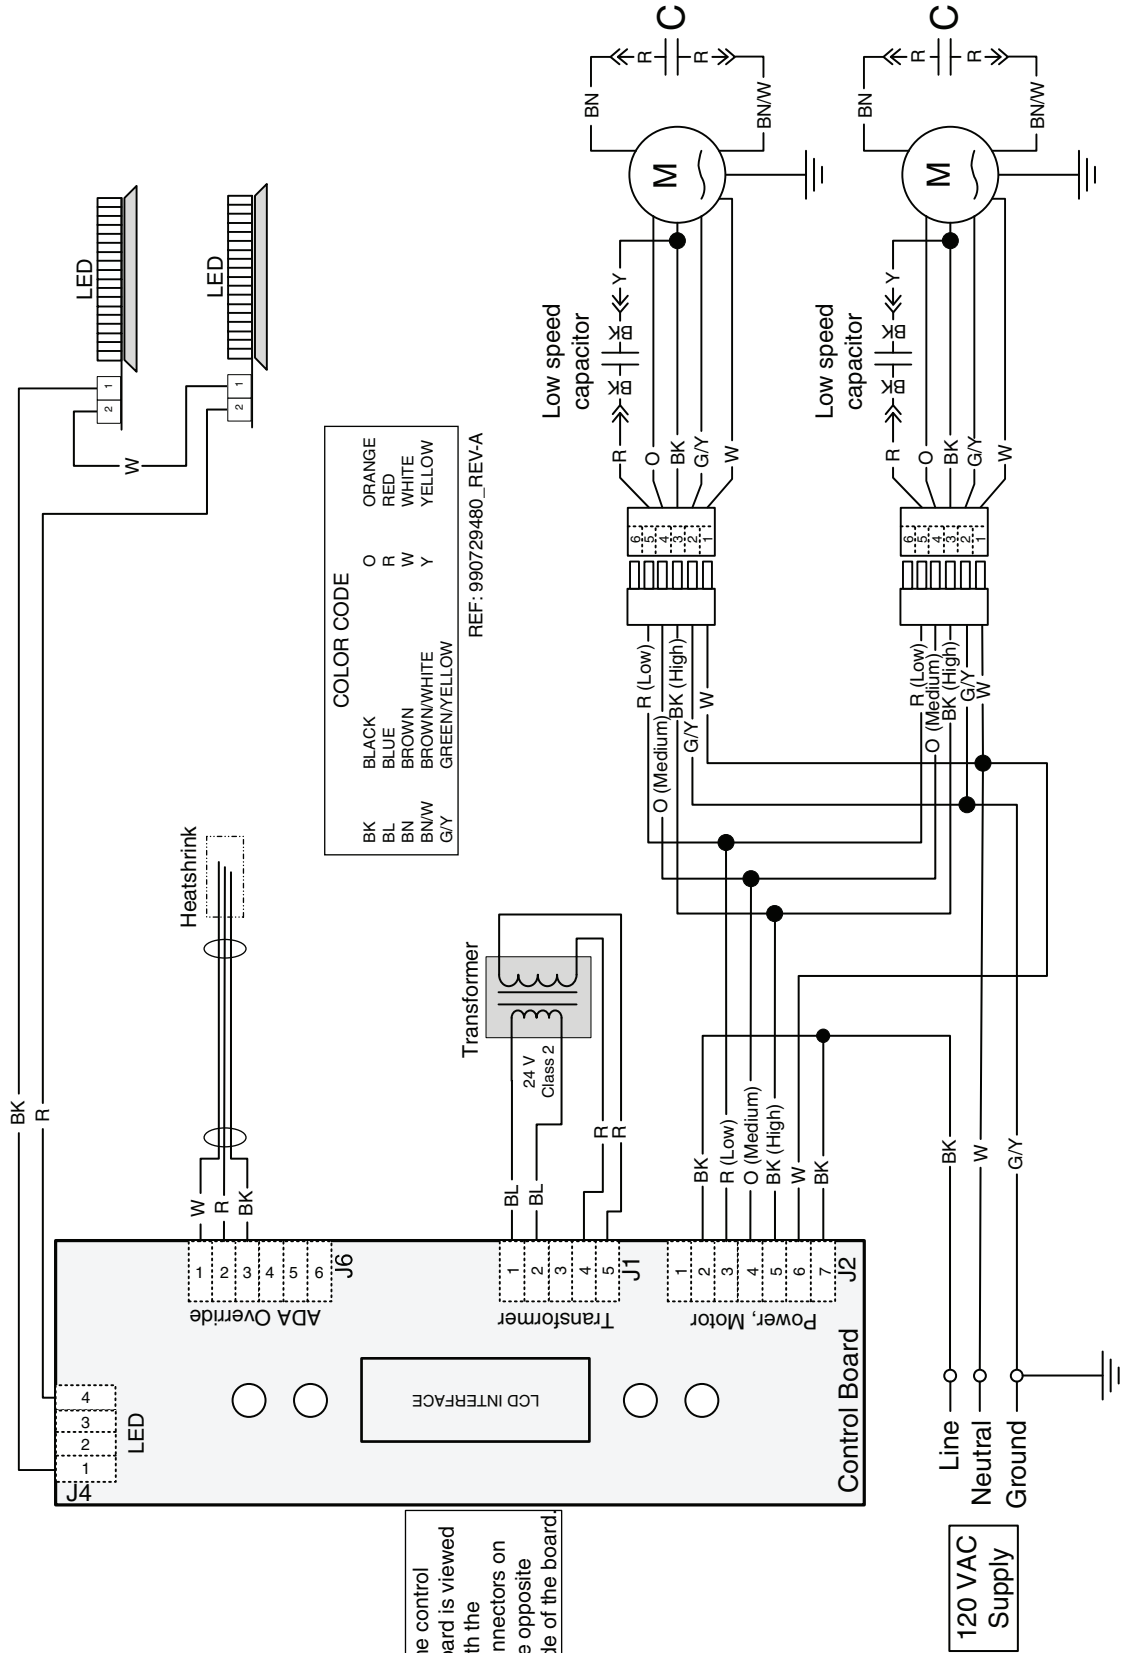 LED
LED
1
2
1
2
W
BK
R
COLOR CODE
BK BLACK O ORANGE
BL BLUE R RED
BN BROWN W WHITE
BN/W BROWN/WHITE Y YELLOW
G/Y GREEN/YELLOW
REF: 990729480_REV-A
Heatshrink
W
R
BK
1
2
3
4
5
6
J6
ADA Override
J4
1
2
3
4
LED
LCD INTERFACE
Control Board
Transformer
24 V
Class 2
BL
BL
R
R
1
2
3
4
5
J1
Transformer
BK
R (Low)
O (Medium)
BK (High)
W
BK
1
2
3
4
5
6
7
J2
Power, Motor
C
R
R
BN
BN/W
M
Low speed
capacitor
Y
BK
BK
R
O
BK
G/Y
W
6
5
4
3
2
1
R (Low)
O (Medium)
BK (High)
G/Y
W
C
R
R
BN
BN/W
M
Low speed
capacitor
Y
BK
BK
R
O
BK
G/Y
W
6
5
4
3
2
1
R (Low)
O (Medium)
BK (High)
G/Y
W
BK
W
G/Y
Line
Neutral
Ground
120 VAC
Supply
control
is viewed
the
on
opposite
of the board.